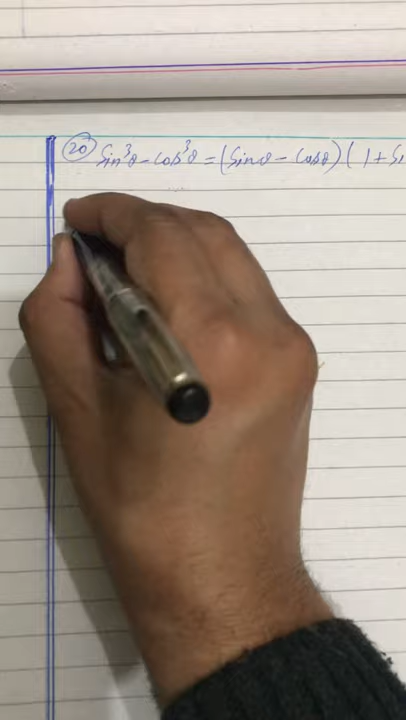 20 Sin³θ - Cos³θ = (Sinθ - Cosθ) ( 1 + Si